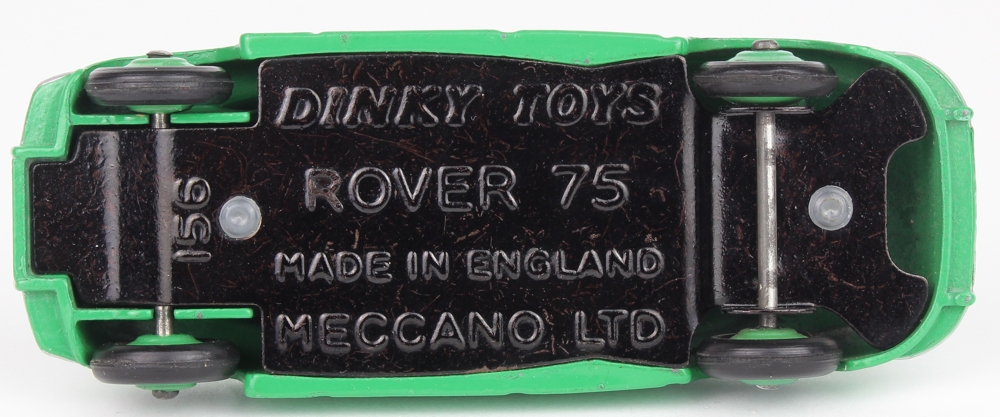 DINKY TOYS
ROVER 75
156
MADE IN ENGLAND
MECCANO LTD